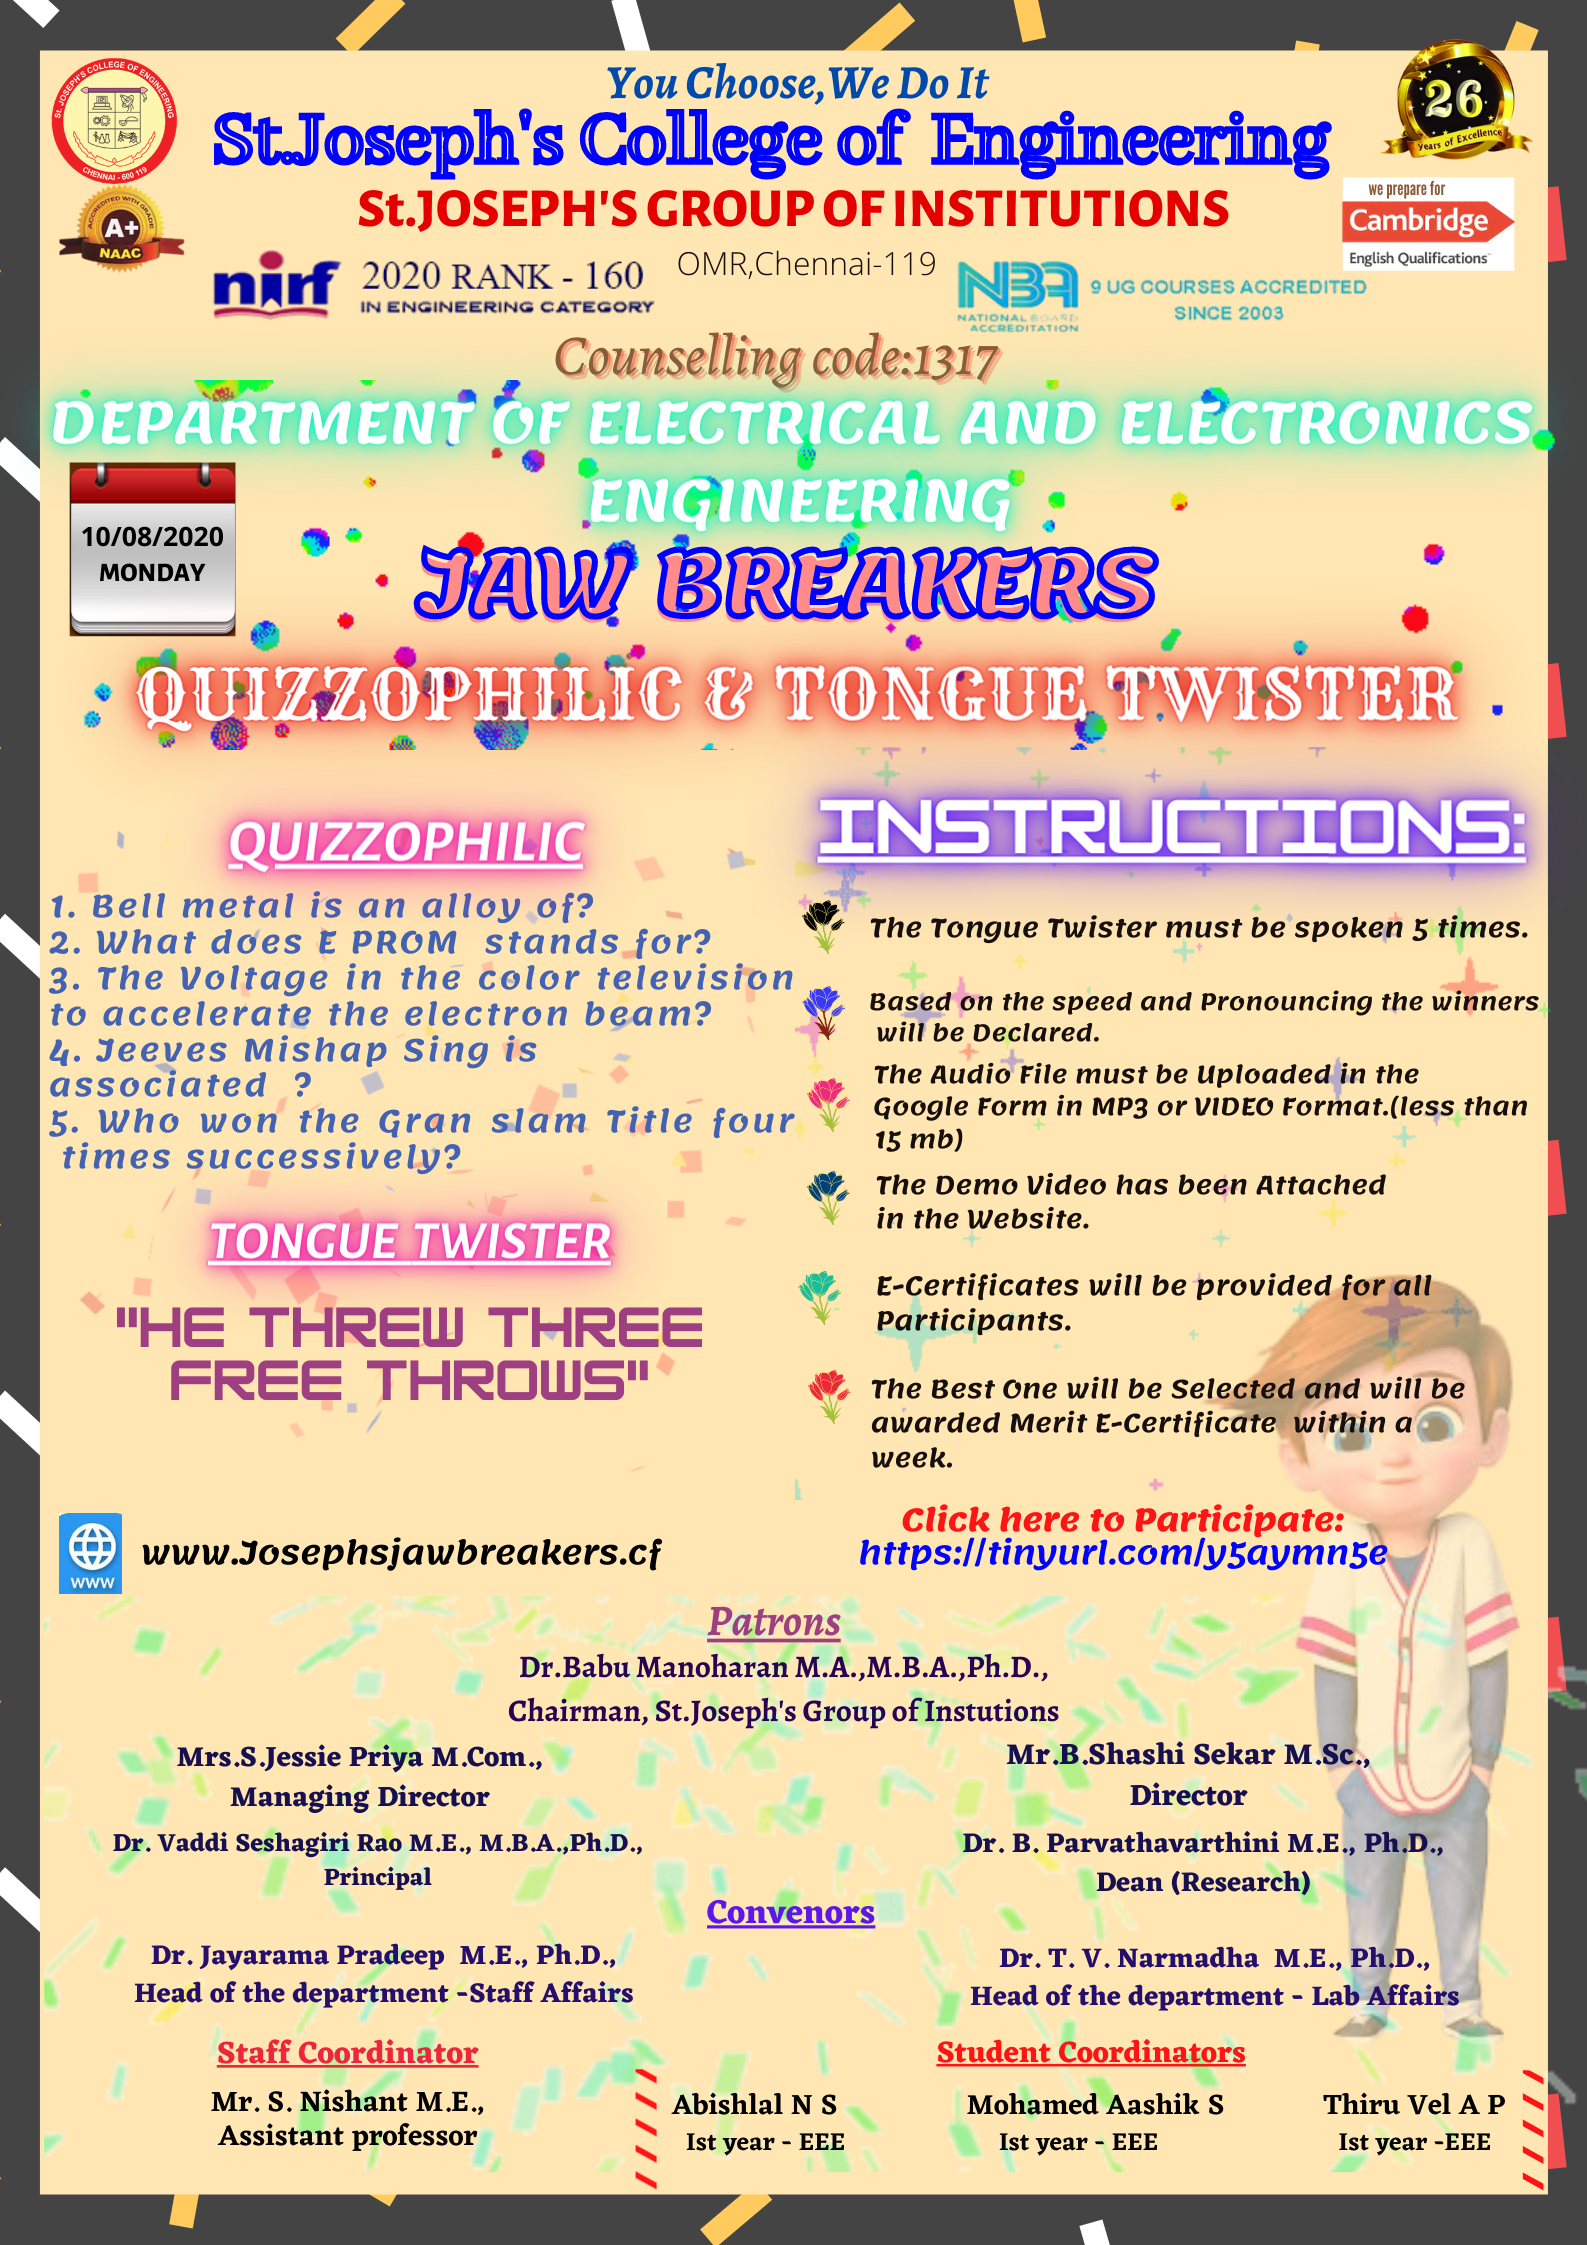 You Choose,We Do It
St.Joseph's College of Engineering
St.JOSEPH'S GROUP OF INSTITUTIONS
OMR,Chennai-119
St. JOSEPH'S COLLEGE OF ENGINEERING
CHENNAI - 600 119
ACCREDITED WITH GRADE
A+
NAAC
26
Years of Excellence
we prepare for
Cambridge
English Qualifications
nirf
2020 RANK - 160
IN ENGINEERING CATEGORY
NBA
NATIONAL BOARD
ACCREDITATION
9 UG COURSES ACCREDITED
SINCE 2003
Counselling code:1317
DEPARTMENT OF ELECTRICAL AND ELECTRONICS
ENGINEERING
10/08/2020
MONDAY
JAW BREAKERS
QUIZZOPHILIC & TONGUE TWISTER
QUIZZOPHILIC
1. Bell metal is an alloy of?
2. What does E PROM stands for?
3. The Voltage in the color television
to accelerate the electron beam?
4. Jeeves Mishap Sing is
associated ?
5. Who won the Gran slam Title four
times successively?
TONGUE TWISTER
"HE THREW THREE
FREE THROWS"
INSTRUCTIONS:
The Tongue Twister must be spoken 5 times.
Based on the speed and Pronouncing the winners
will be Declared.
The Audio File must be Uploaded in the
Google Form in MP3 or VIDEO Format.(less than
15 mb)
The Demo Video has been Attached
in the Website.
E-Certificates will be provided for all
Participants.
The Best One will be Selected and will be
awarded Merit E-Certificate within a
week.
WWW
www.Josephsjawbreakers.cf
Click here to Participate:
https://tinyurl.com/y5aymn5e
Patrons
Dr.Babu Manoharan M.A.,M.B.A.,Ph.D.,
Chairman, St.Joseph's Group of Instutions
Mrs.S.Jessie Priya M.Com.,
Managing Director
Mr.B.Shashi Sekar M.Sc.,
Director
Dr. Vaddi Seshagiri Rao M.E., M.B.A.,Ph.D.,
Principal
Dr. B. Parvathavarthini M.E., Ph.D.,
Dean (Research)
Convenors
Dr. Jayarama Pradeep M.E., Ph.D.,
Head of the department -Staff Affairs
Dr. T. V. Narmadha M.E., Ph.D.,
Head of the department - Lab Affairs
Staff Coordinator
Mr. S. Nishant M.E.,
Assistant professor
Student Coordinators
Abishlal N S
Ist year - EEE
Mohamed Aashik S
Ist year - EEE
Thiru Vel A P
Ist year -EEE